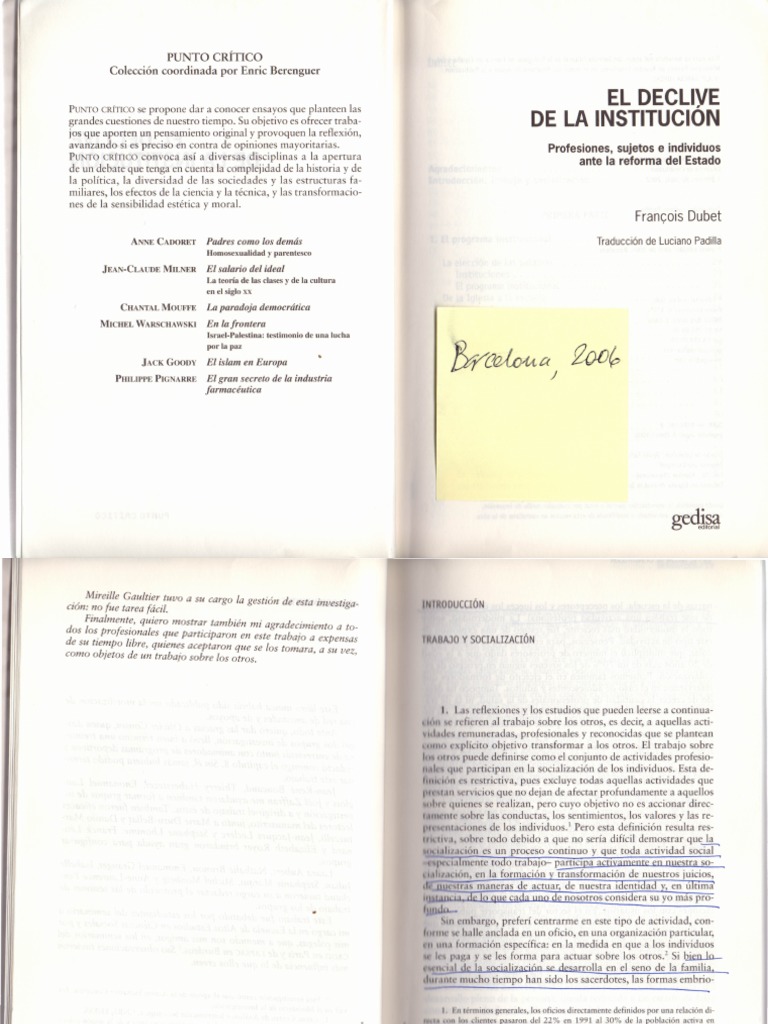 PUNTO CRÍTICO
Colección coordinada por Enric Berenguer
PUNTO CRÍTICO se propone dar a conocer ensayos que planteen las
grandes cuestiones de nuestro tiempo. Su objetivo es ofrecer traba-
jos que aporten un pensamiento original y provoquen la reflexión,
avanzando si es preciso en contra de opiniones mayoritarias.
PUNTO CRÍTICO convoca así a diversas disciplinas a la apertura
de un debate que tenga en cuenta la complejidad de la historia y de
la política, la diversidad de las sociedades y las estructuras fa-
miliares, los efectos de la ciencia y la técnica, y las transformacio-
nes de la sensibilidad estética y moral.
ANNE CADORET Padres como los demás
Homosexualidad y parentesco
JEAN-CLAUDE MILNER El salario del ideal
La teoría de las clases y de la cultura
en el siglo XX
CHANTAL MOUFFE La paradoja democrática
MICHEL WARSCHAWSKI En la frontera
Israel-Palestina: testimonio de una lucha
por la paz
JACK GOODY El islam en Europa
PHILIPPE PIGNARRE El gran secreto de la industria
farmacéutica
EL DECLIVE
DE LA INSTITUCIÓN
Profesiones, sujetos e individuos
ante la reforma del Estado
François Dubet
Traducción de Luciano Padilla
Barcelona, 2006
gedisa
editorial
Mireille Gaultier tuvo a su cargo la gestión de esta investiga-
ción: no fue tarea fácil.
Finalmente, quiero mostrar también mi agradecimiento a to-
dos los profesionales que participaron en este trabajo a expensas
de su tiempo libre, quienes aceptaron que se los tomara, a su vez,
como objetos de un trabajo sobre los otros.
INTRODUCCIÓN
TRABAJO Y SOCIALIZACIÓN
1. Las reflexiones y los estudios que pueden leerse a continua-
ción se refieren al trabajo sobre los otros, es decir, a aquellas acti-
vidades remuneradas, profesionales y reconocidas que se plantean
como explícito objetivo transformar a los otros. El trabajo sobre
los otros puede definirse como el conjunto de actividades profesio-
nales que participan en la socialización de los individuos. Esta de-
finición es restrictiva, pues excluye todas aquellas actividades que
prestan servicios que no dejan de afectar profundamente a aquellos
sobre quienes se realizan, pero cuyo objetivo no es accionar direc-
tamente sobre las conductas, los sentimientos, los valores y las re-
presentaciones de los individuos.1 Pero esta definición resulta res-
trictiva, sobre todo debido a que no sería difícil demostrar que la
socialización es un proceso continuo y que toda actividad social
–especialmente todo trabajo– participa activamente en nuestra so-
cialización, en la formación y transformación de nuestros juicios,
de nuestras maneras de actuar, de nuestra identidad y, en última
instancia, de lo que cada uno de nosotros considera su yo más pro-
fundo.
Sin embargo, preferí centrarme en este tipo de actividad, con-
forme se halle anclada en un oficio, en una organización particular,
en una formación específica: en la medida en que a los individuos
se les paga y se les forma para actuar sobre los otros.2 Si bien lo
esencial de la socialización se desarrolla en el seno de la familia,
durante mucho tiempo han sido los sacerdotes, las formas embrio-
1. En términos generales, los oficios directamente definidos por una relación di-
recta con los clientes pasaron del 22% en 1991 al 30% de la población activa en